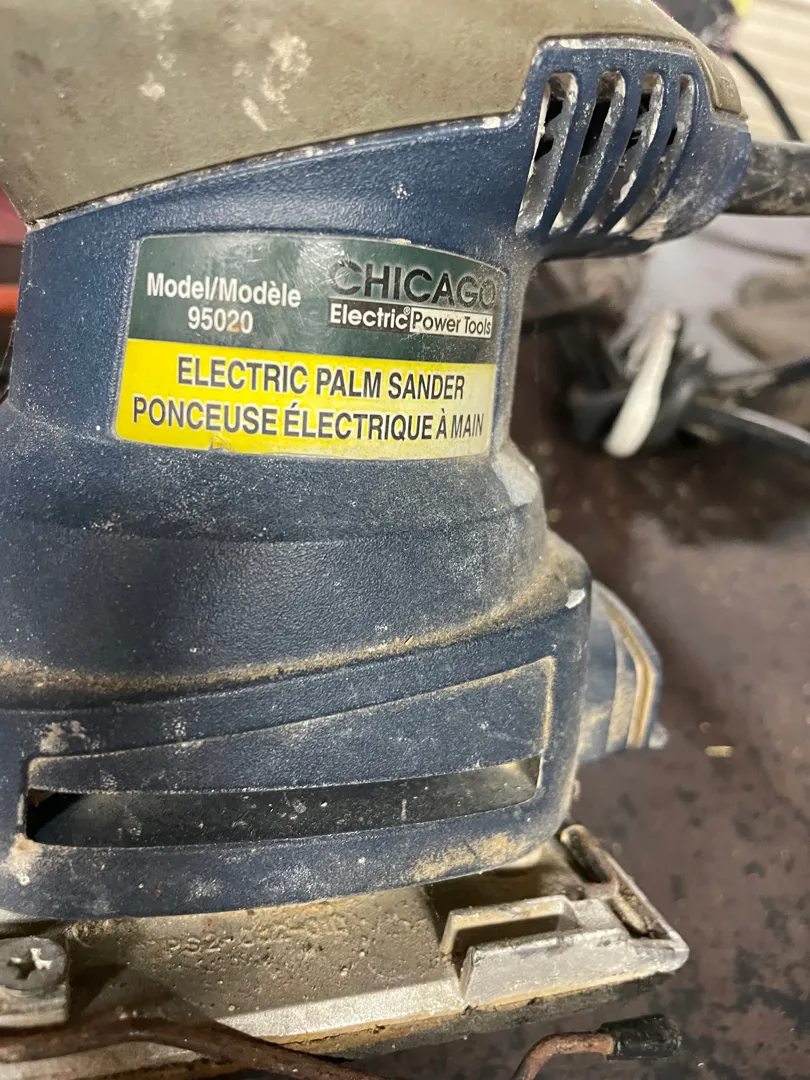 Model/Modèle
95020
CHICAGO
Electric® Power Tools
ELECTRIC PALM SANDER
PONCEUSE ÉLECTRIQUE À MAIN